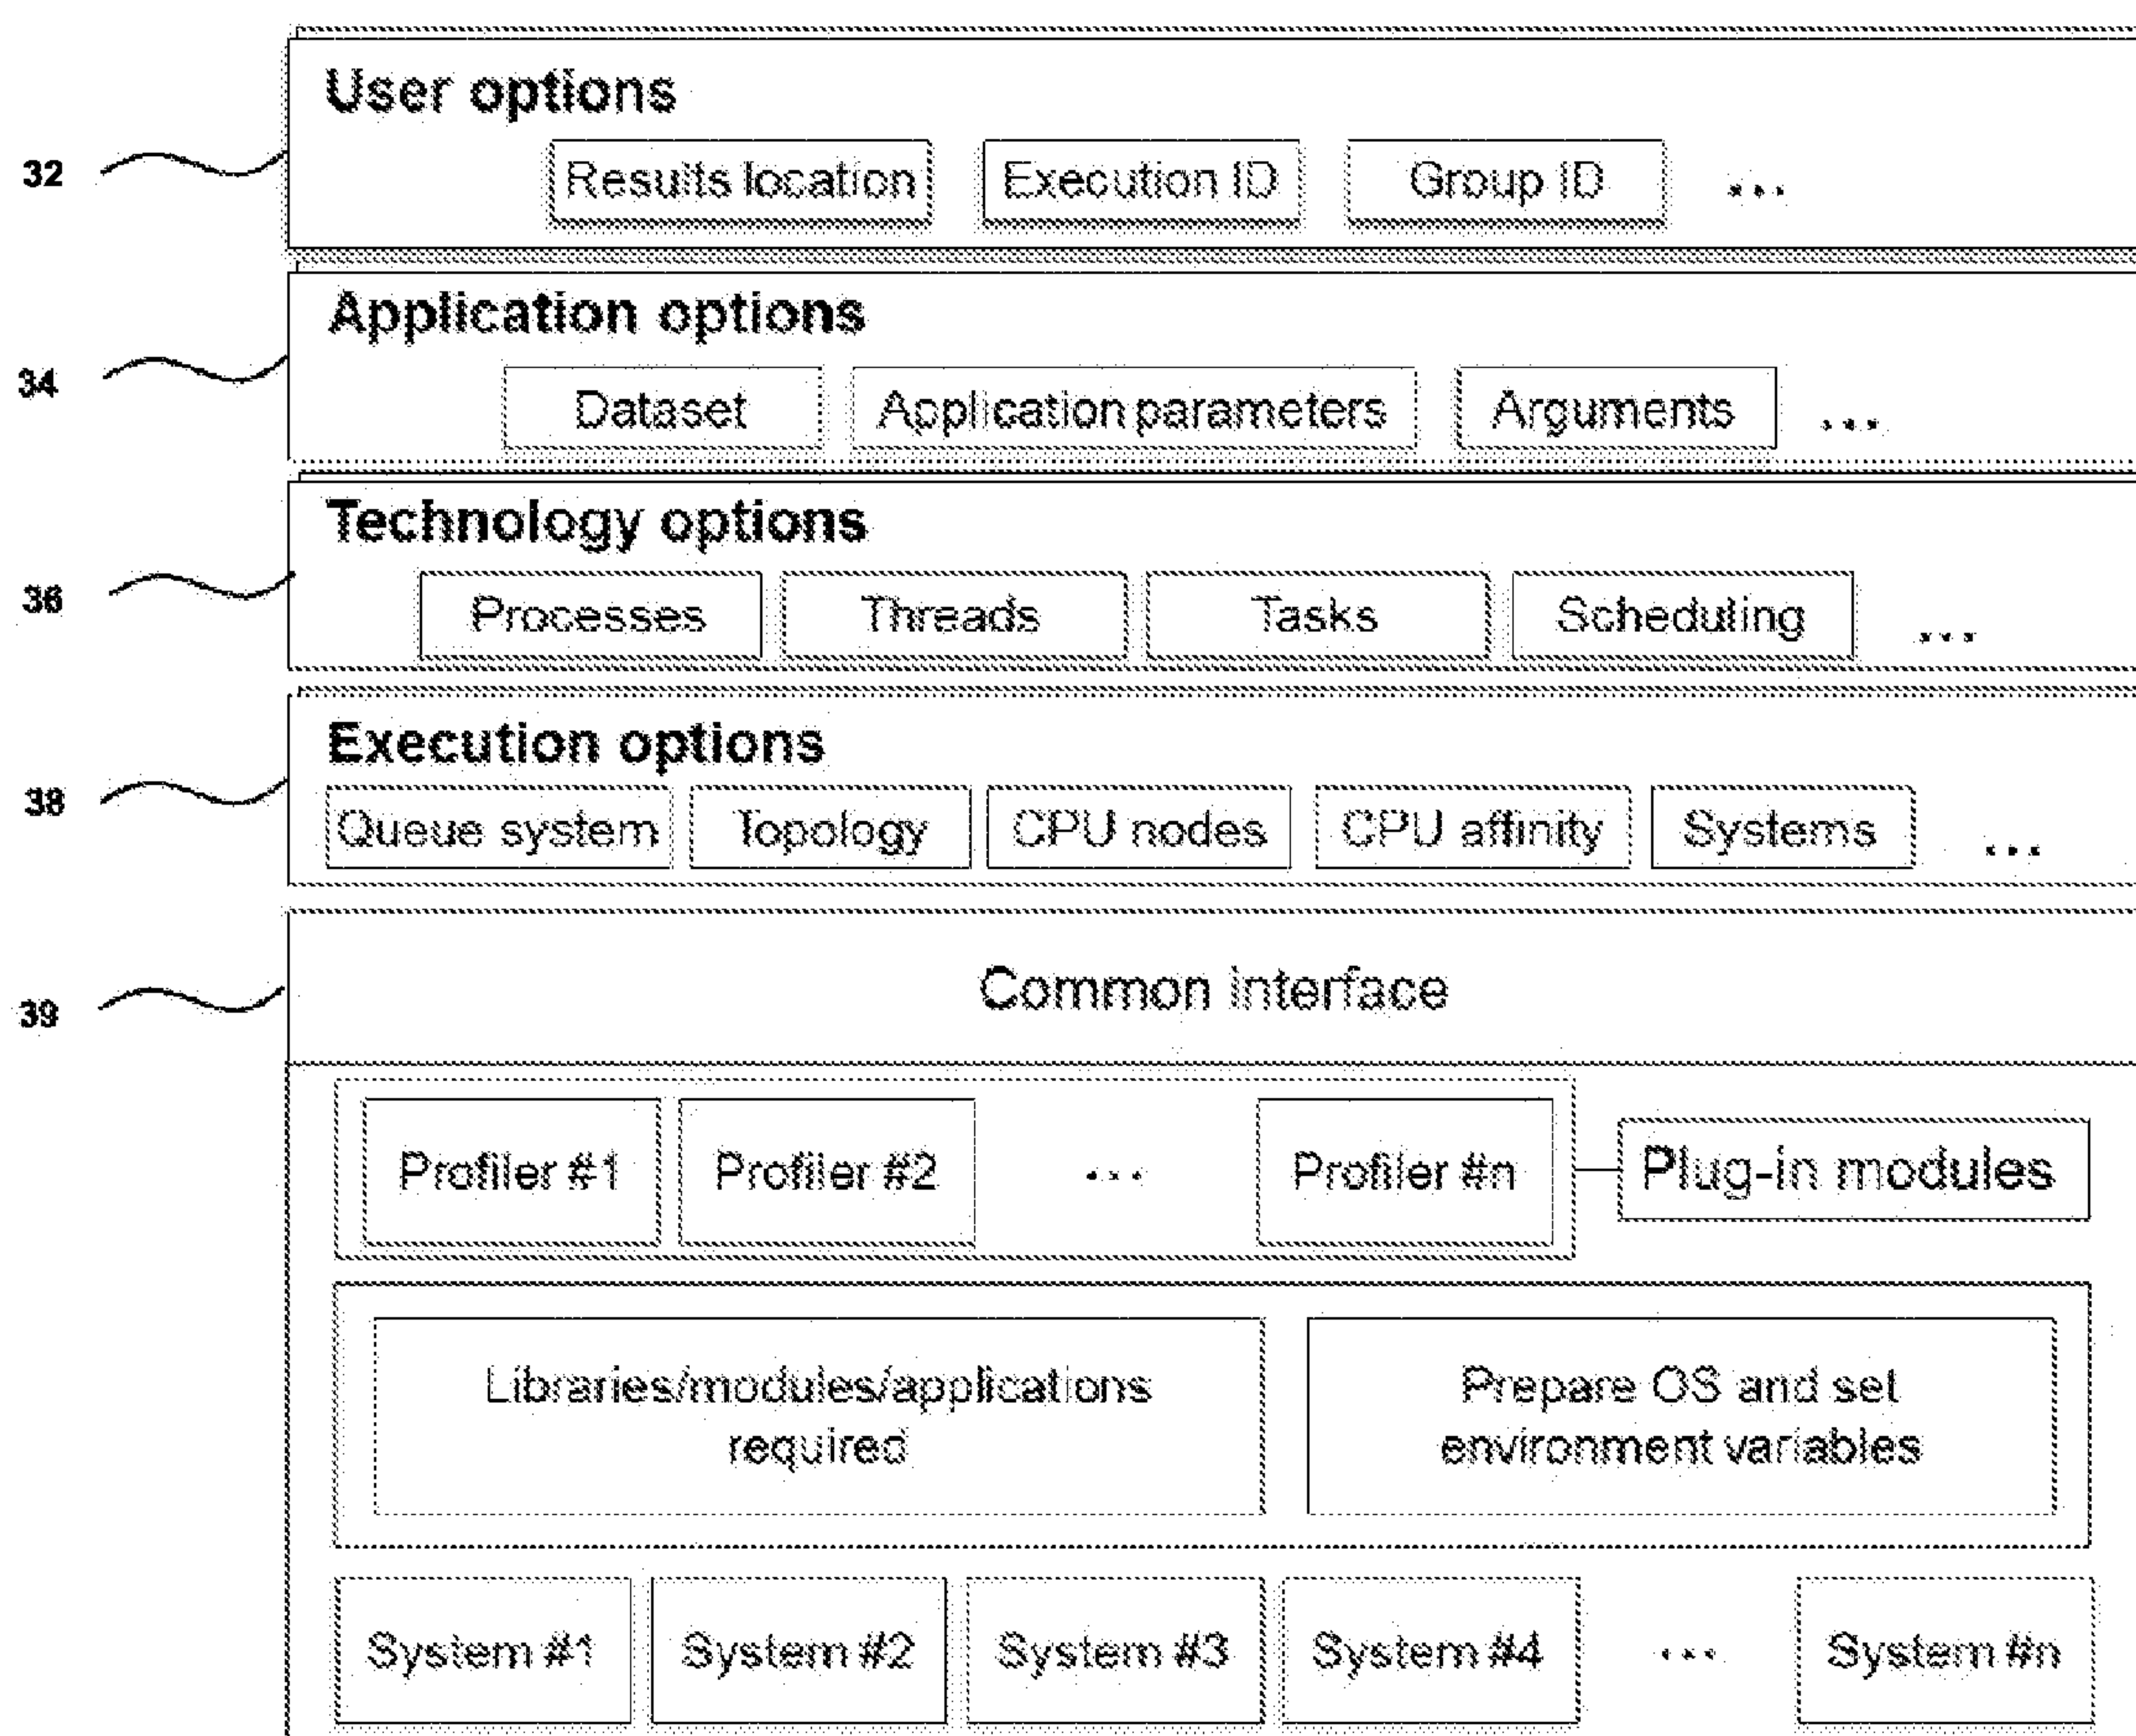 User options
32
Results location Execution ID Group ID ...
Application options
34
Dataset Application parameters Arguments ...
Technology options
36
Processes Threads Tasks Scheduling ...
Execution options
38
Queue system Topology CPU nodes CPU affinity Systems ...
Common interface
39
Profiler #1 Profiler #2 ... Profiler #n Plug-in modules
Libraries/modules/applications
required
Prepare OS and set
environment variables
System #1 System #2 System #3 System #4 ... System #n